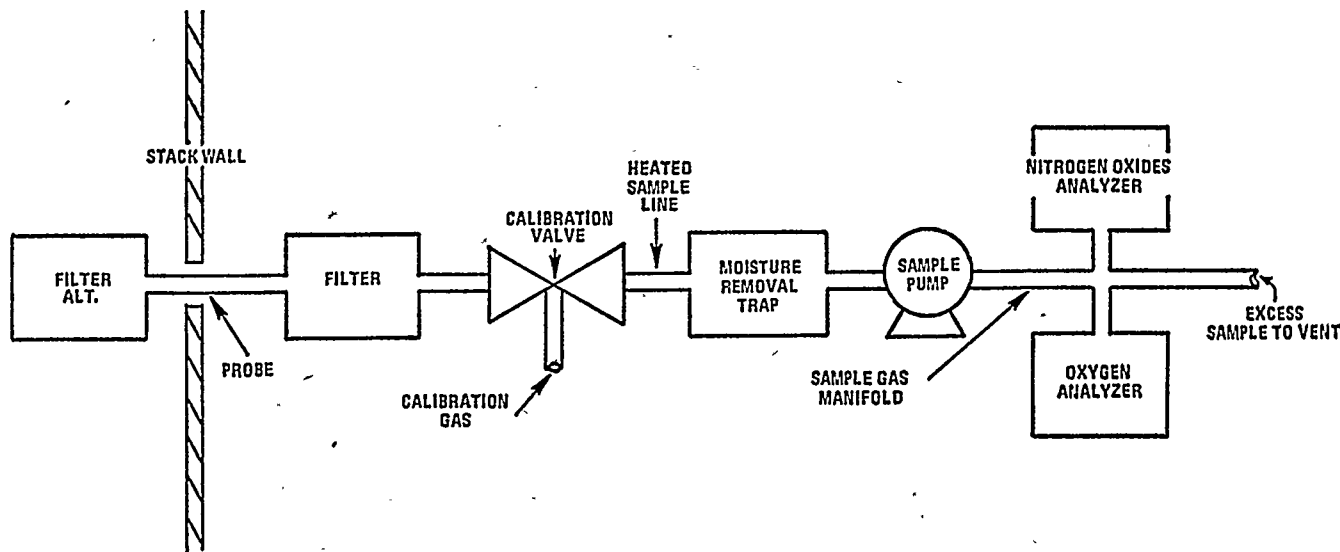 STACK WALL
FILTER
ALT.
PROBE
FILTER
CALIBRATION
VALVE
CALIBRATION
GAS
HEATED
SAMPLE
LINE
MOISTURE
REMOVAL
TRAP
SAMPLE
PUMP
SAMPLE GAS
MANIFOLD
NITROGEN OXIDES
ANALYZER
OXYGEN
ANALYZER
EXCESS
SAMPLE TO VENT